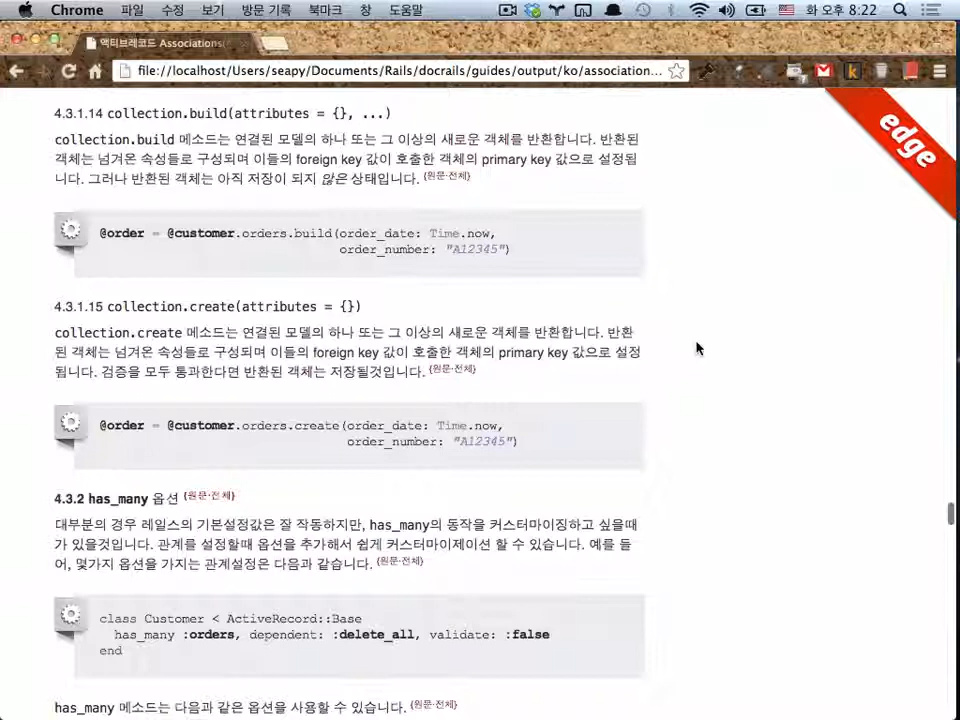 Chrome 파일 수정 보기 방문 기록 북마크 창 도움말 화 오후 8:22
액티브레코드 Associations
file://localhost/Users/seapy/Documents/Rails/docrails/guides/output/ko/association...
edge
4.3.1.14 collection.build(attributes = {}, ...)
collection.build 메소드는 연결된 모델의 하나 또는 그 이상의 새로운 객체를 반환합니다. 반환된
객체는 넘겨온 속성들로 구성되며 이들의 foreign key 값이 호출한 객체의 primary key 값으로 설정됩
니다. 그러나 반환된 객체는 아직 저장이 되지 않은 상태입니다. {원문·전체}
@order = @customer.orders.build(order_date: Time.now,
order_number: "A12345")
4.3.1.15 collection.create(attributes = {})
collection.create 메소드는 연결된 모델의 하나 또는 그 이상의 새로운 객체를 반환합니다. 반환
된 객체는 넘겨온 속성들로 구성되며 이들의 foreign key 값이 호출한 객체의 primary key 값으로 설정
됩니다. 검증을 모두 통과한다면 반환된 객체는 저장될것입니다. {원문·전체}
@order = @customer.orders.create(order_date: Time.now,
order_number: "A12345")
4.3.2 has_many 옵션 {원문·전체}
대부분의 경우 레일스의 기본설정값은 잘 작동하지만, has_many의 동작을 커스터마이징하고 싶을때
가 있을것입니다. 관계를 설정할때 옵션을 추가해서 쉽게 커스터마이제이션 할 수 있습니다. 예를 들
어, 몇가지 옵션을 가지는 관계설정은 다음과 같습니다. {원문·전체}
class Customer < ActiveRecord::Base
has_many :orders, dependent: :delete_all, validate: :false
end
has_many 메소드는 다음과 같은 옵션을 사용할 수 있습니다. {원문·전체}